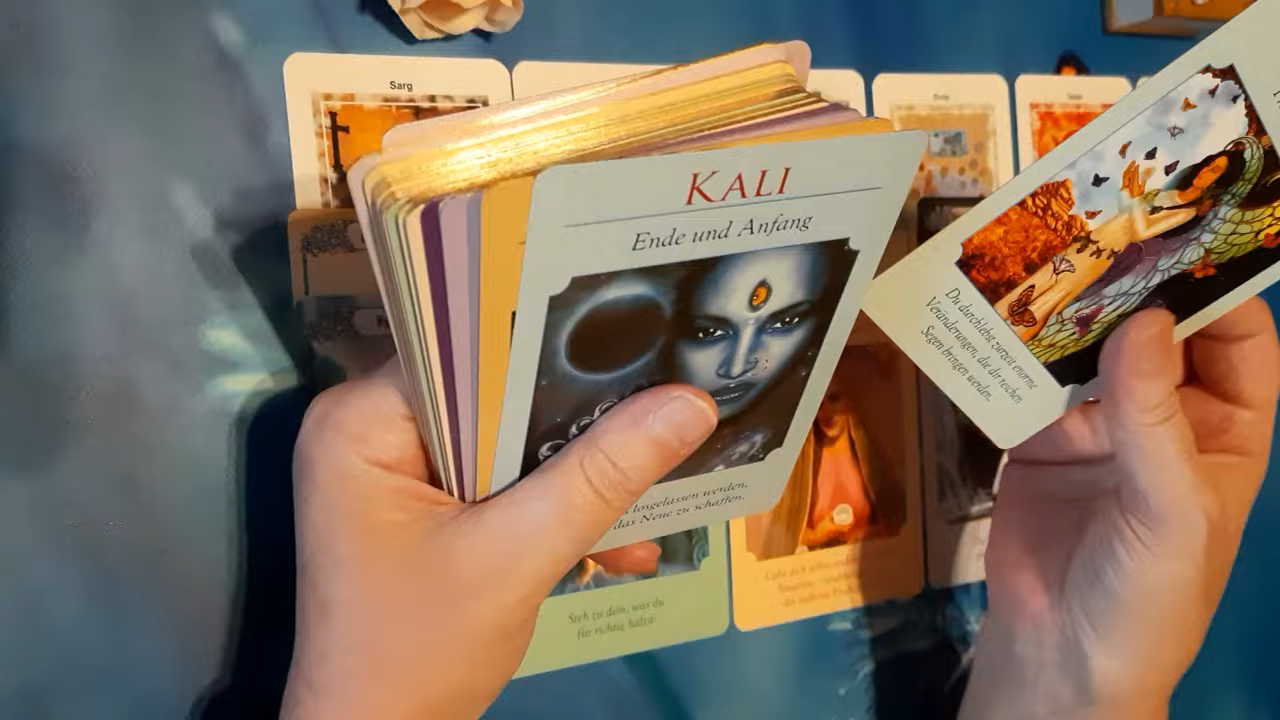 Sarg
KALI
Ende und Anfang
losgelassen werden,
das Neue zu schaffen.
Du durchlebst zurzeit enorme
Veränderungen, die dir reichen
Segen bringen werden.
Steh zu dem, was du
für richtig hältst!